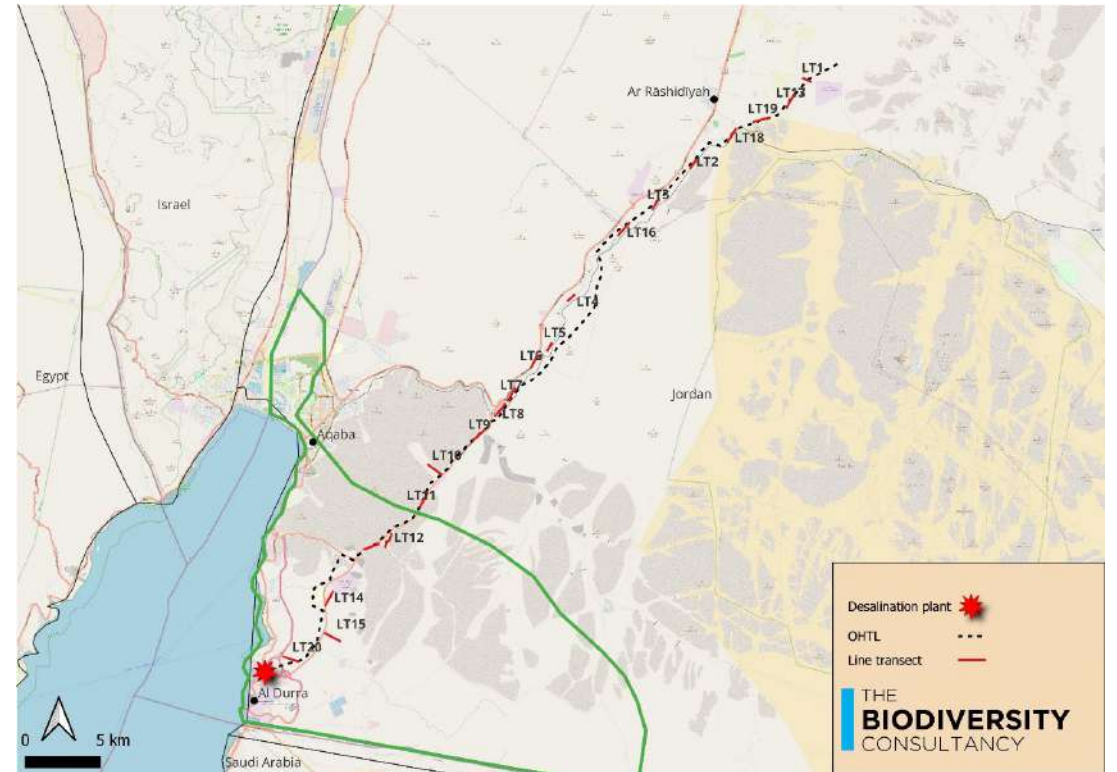 LT1
Ar Rāshidīyah
LT13
LT19
LT18
LT2
Israel
LT3
LT16
LT4
LT5
LT6
Egypt
LT7
Jordan
LT8
LT9
Aqaba
LT10
LT11
LT12
LT14
LT15
LT20
Al Durra
0 5 km
Saudi Arabia
Desalination plant
OHTL
Line transect
THE
BIODIVERSITY
CONSULTANCY